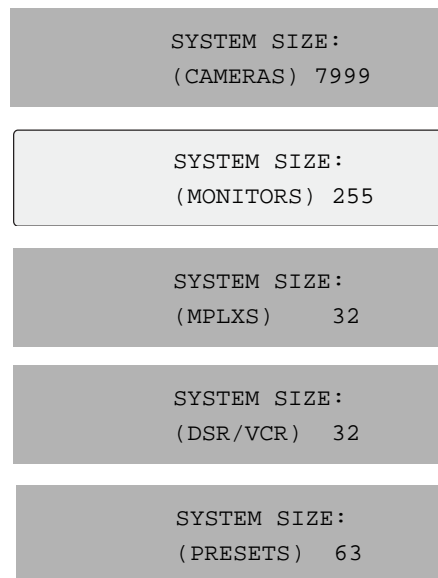 SYSTEM SIZE:
(CAMERAS) 7999
SYSTEM SIZE:
(MONITORS) 255
SYSTEM SIZE:
(MPLXS) 32
SYSTEM SIZE:
(DSR/VCR) 32
SYSTEM SIZE:
(PRESETS) 63